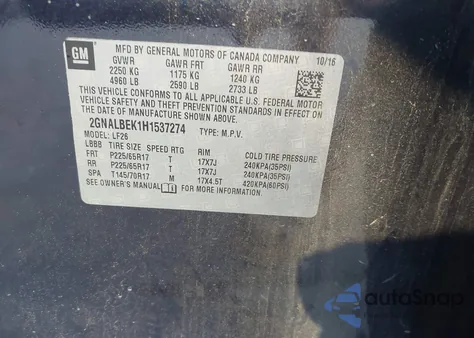 GM
MFD BY GENERAL MOTORS OF CANADA COMPANY 10/16
GVWR GAWR FRT GAWR RR
2250 KG 1175 KG 1240 KG
4960 LB 2590 LB 2733 LB
THIS VEHICLE CONFORMS TO ALL APPLICABLE U.S. FEDERAL MOTOR
VEHICLE SAFETY, BUMPER, AND THEFT PREVENTION STANDARDS
IN EFFECT ON THE DATE OF MANUFACTURE SHOWN ABOVE.
2GNALBEK1H1537274 TYPE: M.P.V.
MODEL: LF26
LBBB TIRE SIZE SPEED RTG RIM COLD TIRE PRESSURE
FRT P225/65R17 T 17X7J 240KPA(35PSI)
RR P225/65R17 T 17X7J 240KPA(35PSI)
SPA T145/70R17 M 17X4.5T 420KPA(60PSI)
SEE OWNER'S MANUAL FOR MORE INFORMATION.
autoSnap